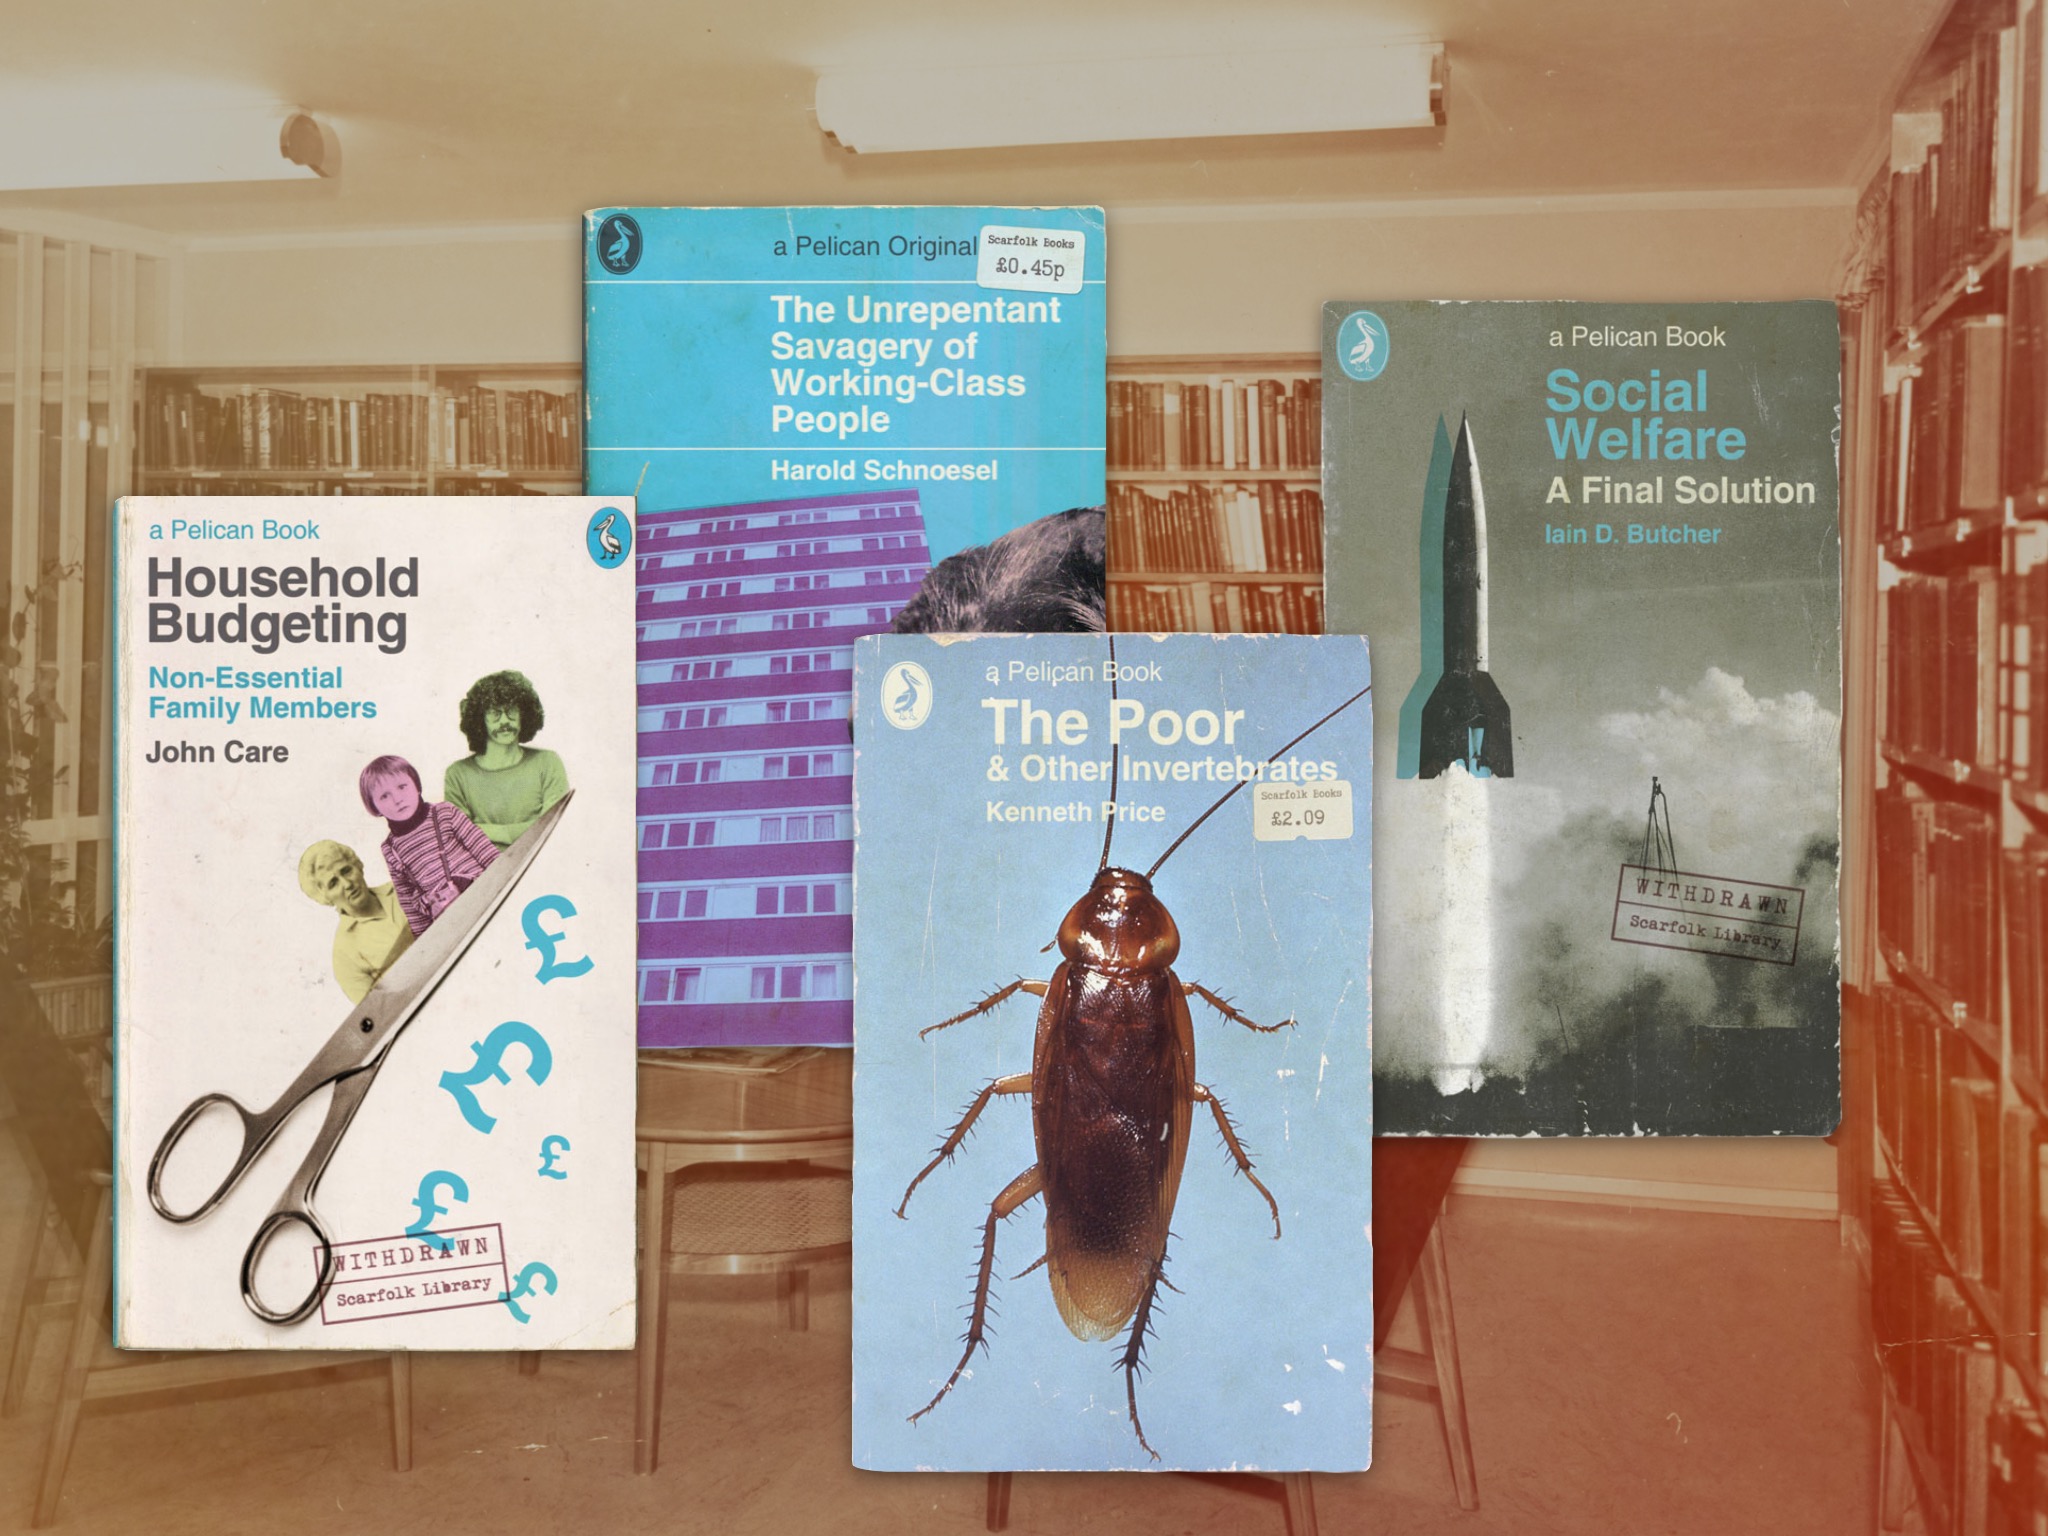 a Pelican Book
Household
Budgeting
Non-Essential
Family Members
John Care
£
£
£
£
£
WITHDRAWN
Scarfolk Library
a Pelican Original
Scarfolk Books
£0.45p
The Unrepentant
Savagery of
Working-Class
People
Harold Schnoesel
a Pelican Book
The Poor
& Other Invertebrates
Kenneth Price
Scarfolk Books
£2.09
a Pelican Book
Social
Welfare
A Final Solution
Iain D. Butcher
WITHDRAWN
Scarfolk Library